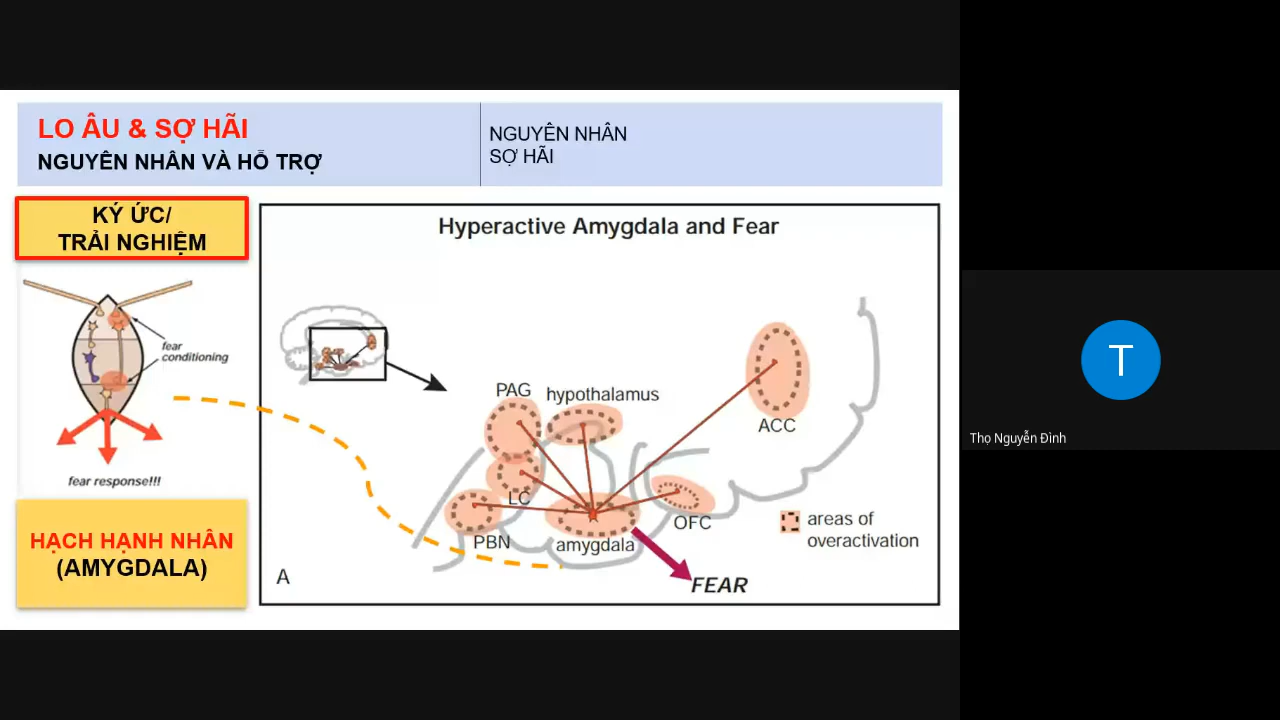 LO ÂU & SỢ HÃI
NGUYÊN NHÂN VÀ HỖ TRỢ
NGUYÊN NHÂN
SỢ HÃI
KÝ ỨC/
TRẢI NGHIỆM
fear
conditioning
fear response!!!
HẠCH HẠNH NHÂN
(AMYGDALA)
Hyperactive Amygdala and Fear
PAG
hypothalamus
ACC
LC
OFC
PBN
amygdala
areas of
overactivation
A
FEAR
T
Thọ Nguyễn Đình